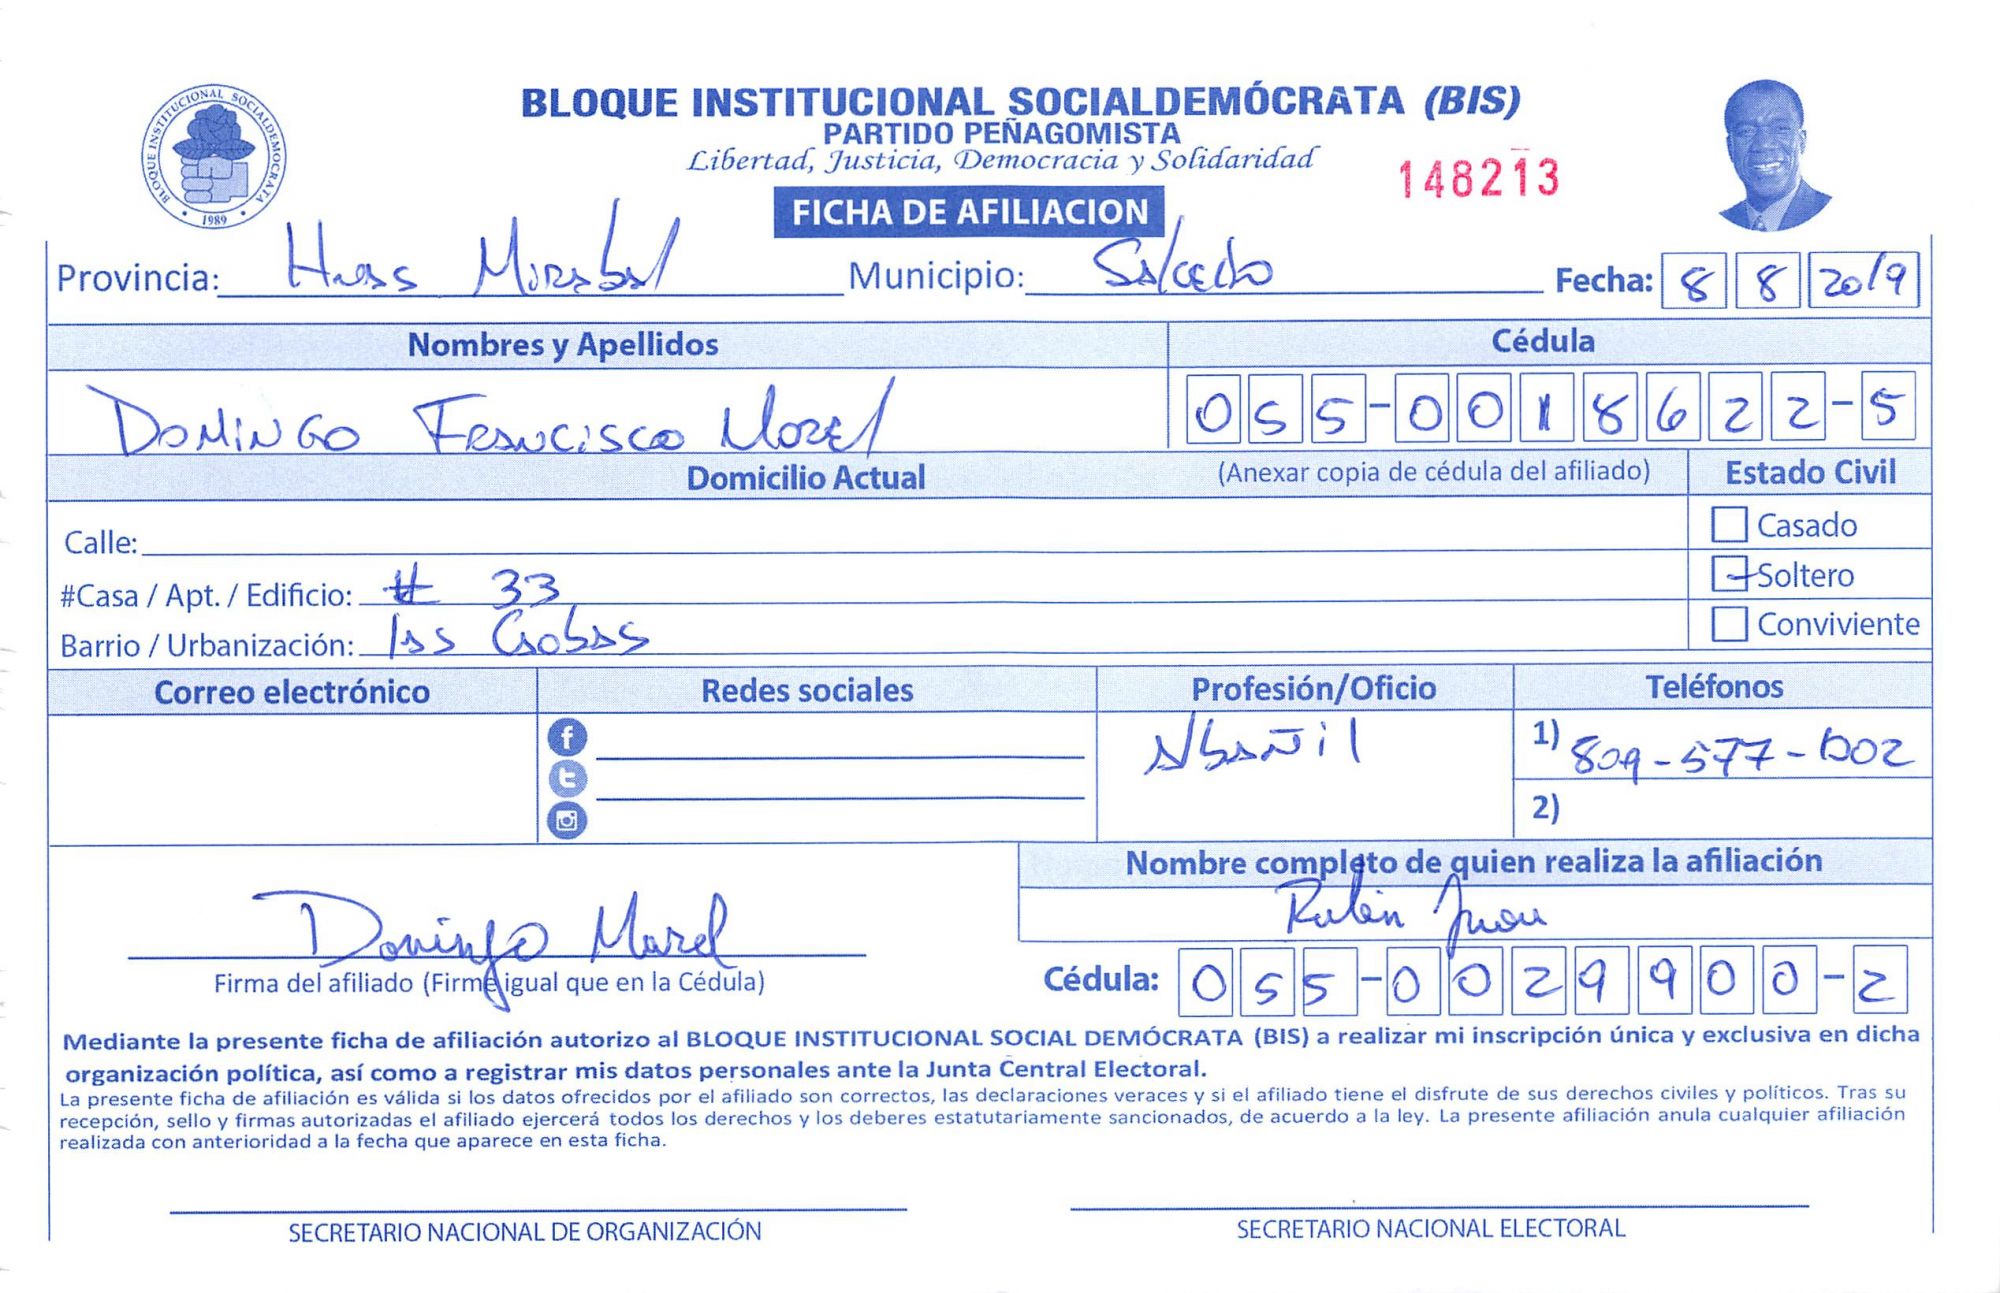 BLOQUE INSTITUCIONAL SOCIALDEMÓCRATA (BIS)
PARTIDO PEÑAGOMISTA
Libertad, Justicia, Democracia y Solidaridad
148213
BLOQUE INSTITUCIONAL SOCIALDEMOCRATA
1989
FICHA DE AFILIACION
Provincia: Hnas Mirabal Municipio: Salcedo Fecha: 8 8 2019
Nombres y Apellidos Cédula
Domingo Francisco Morel 055-0018622-5
Domicilio Actual (Anexar copia de cédula del afiliado) Estado Civil
Calle: Casado
#Casa / Apt. / Edificio: # 33 Soltero
Barrio / Urbanización: las Conviviente
Correo electrónico Redes sociales Profesión/Oficio Teléfonos
Albañil 1) 809-577-1002
2)
Nombre completo de quien realiza la afiliación
Rubén Juan
Domingo Morel
Firma del afiliado (Firme igual que en la Cédula) Cédula: 055-0029900-2
Mediante la presente ficha de afiliación autorizo al BLOQUE INSTITUCIONAL SOCIAL DEMÓCRATA (BIS) a realizar mi inscripción única y exclusiva en dicha
organización política, así como a registrar mis datos personales ante la Junta Central Electoral.
La presente ficha de afiliación es válida si los datos ofrecidos por el afiliado son correctos, las declaraciones veraces y si el afiliado tiene el disfrute de sus derechos civiles y políticos. Tras su
recepción, sello y firmas autorizadas el afiliado ejercerá todos los derechos y los deberes estatutariamente sancionados, de acuerdo a la ley. La presente afiliación anula cualquier afiliación
realizada con anterioridad a la fecha que aparece en esta ficha.
SECRETARIO NACIONAL DE ORGANIZACIÓN SECRETARIO NACIONAL ELECTORAL